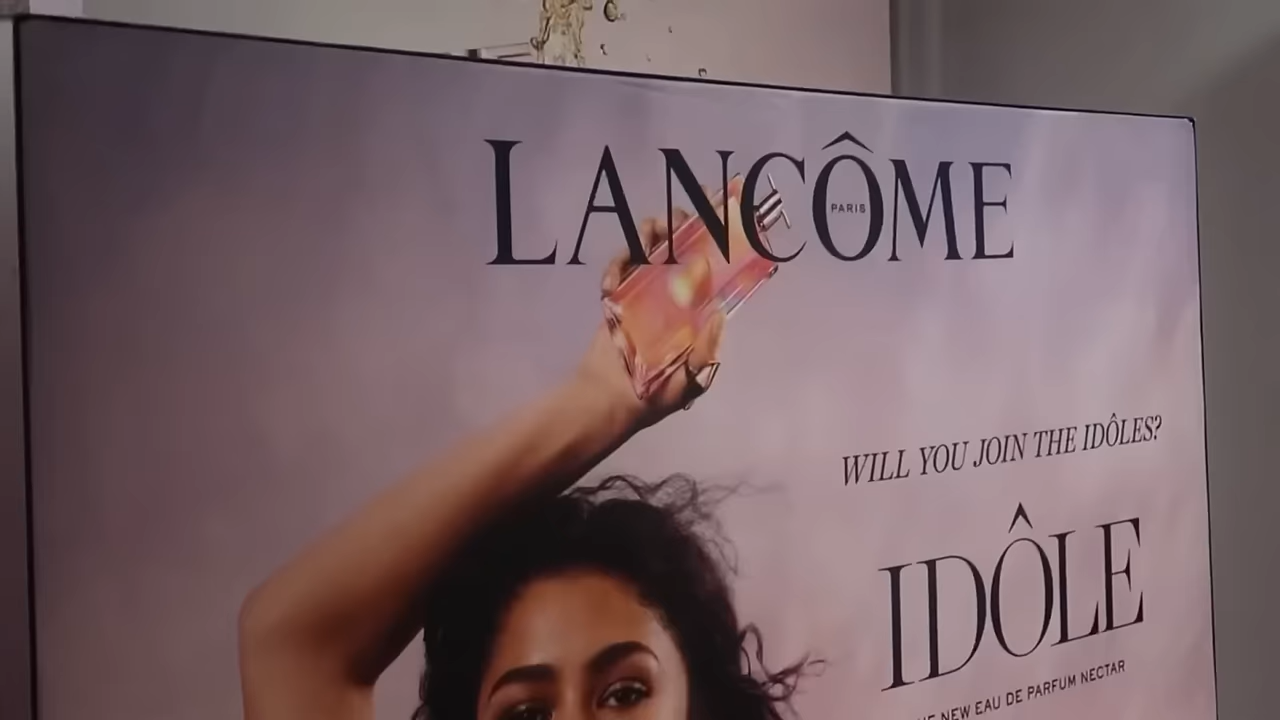 LANCÔME
PARIS
WILL YOU JOIN THE IDÔLES?
IDÔLE
NEW EAU DE PARFUM NECTAR